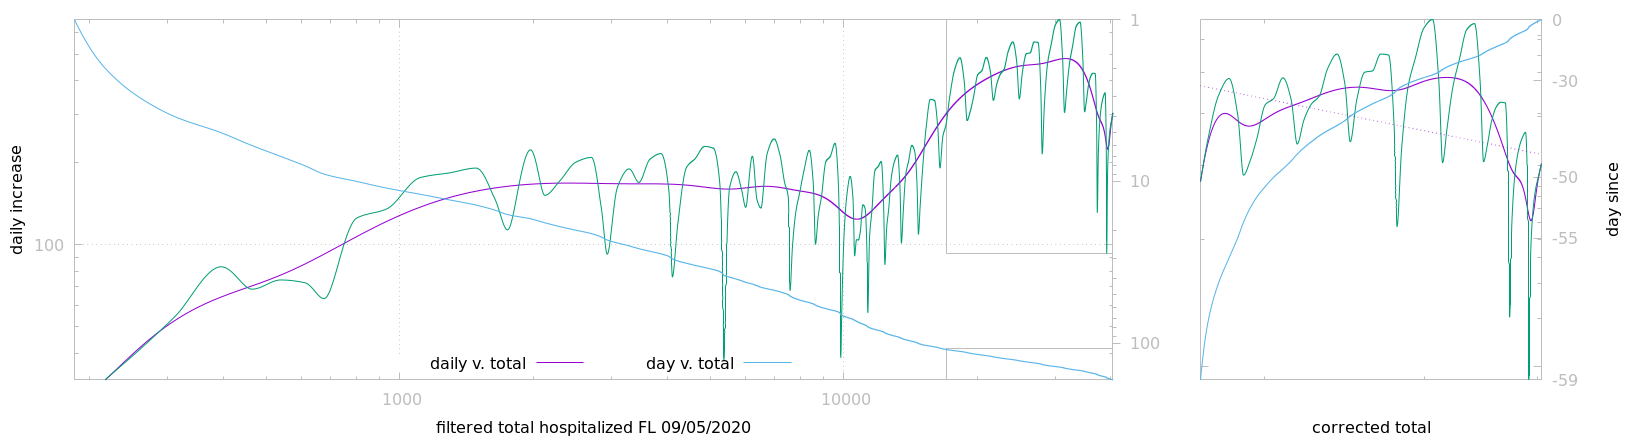 1
0
-30
10
daily increase
-50
day since
100
-55
100
daily v. total
day v. total
-59
1000
10000
filtered total hospitalized FL 09/05/2020
corrected total